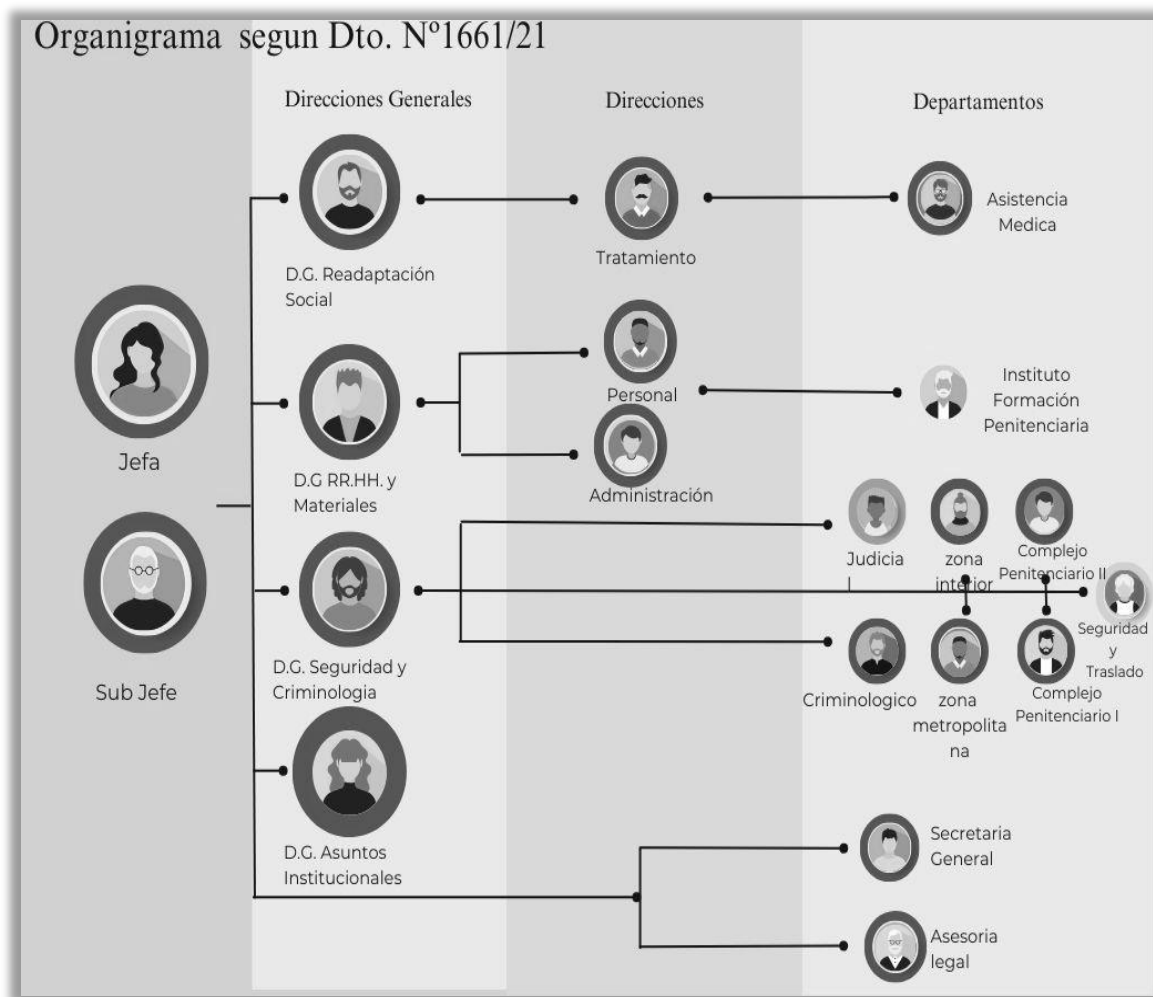 Organigrama segun Dto. Nº1661/21
Direcciones Generales
Direcciones
Departamentos
D.G. Readaptación
Social
Tratamiento
Asistencia
Medica
Jefa
Sub Jefe
D.G RR.HH. y
Materiales
Personal
Administración
Instituto
Formación
Penitenciaria
D.G. Seguridad y
Criminologia
Judicia
l
zona
interior
Complejo
Penitenciario II
Seguridad
y
Traslado
Criminologico
zona
metropolita
na
Complejo
Penitenciario I
D.G. Asuntos
Institucionales
Secretaria
General
Asesoria
legal